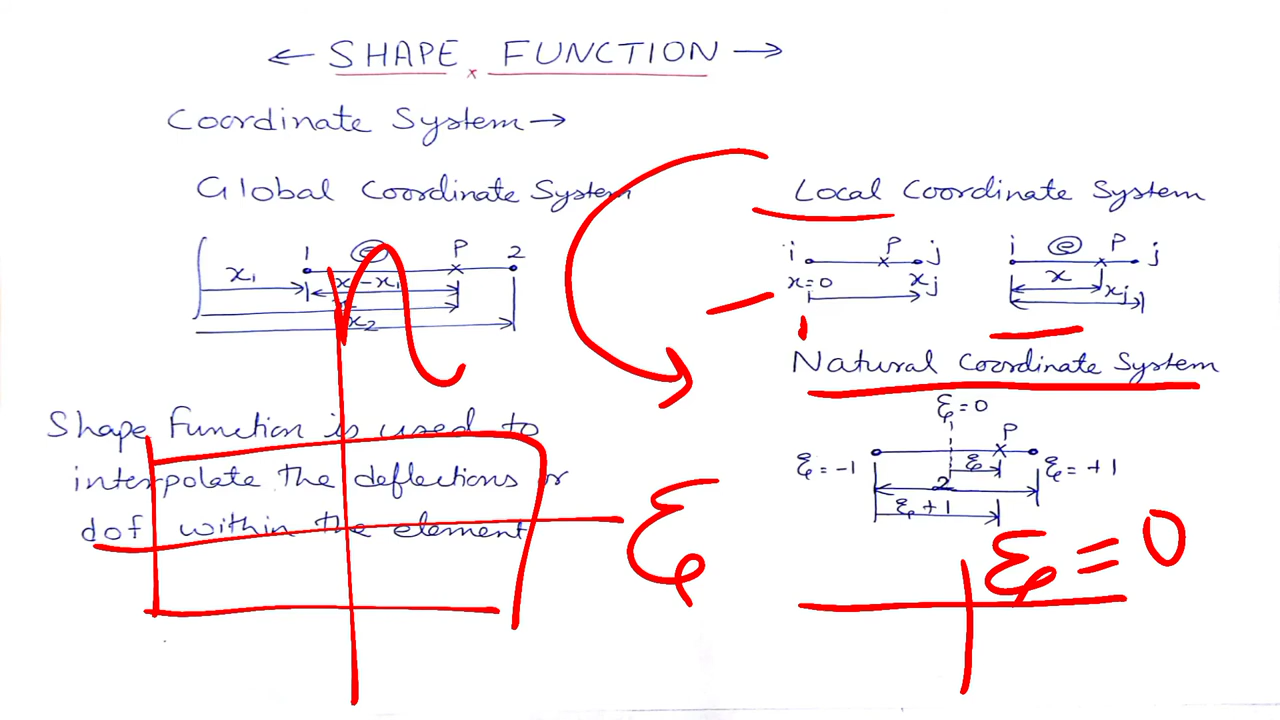 ← SHAPE FUNCTION →
Coordinate System →
Global Coordinate System
1 e P 2
x₁ x-x₁
x
x₂
Shape Function is used to
interpolate the deflections or
dof within the element
Local Coordinate System
i P j
x=0 xj
i e P j
x
xj
Natural Coordinate System
ξ=0
P
ξ=-1 ξ ξ=+1
2
ξ+1
ξ
ξ=0